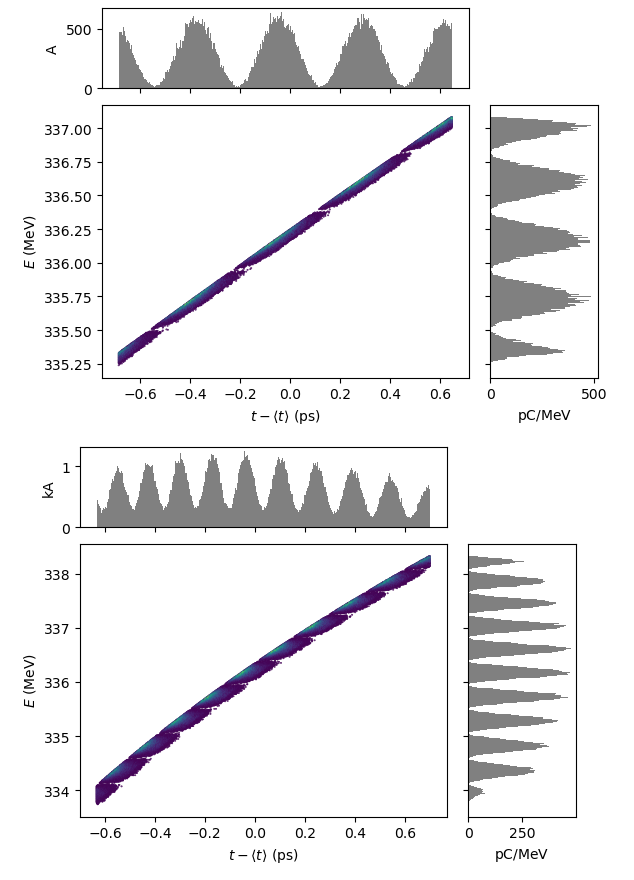 500
A
0
337.00
336.75
336.50
336.25
336.00
335.75
335.50
335.25
E (MeV)
−0.6 −0.4 −0.2 0.0 0.2 0.4 0.6
t − ⟨t⟩ (ps)
0 500
pC/MeV
1
kA
0
338
337
336
335
334
E (MeV)
−0.6 −0.4 −0.2 0.0 0.2 0.4 0.6
t − ⟨t⟩ (ps)
0 250
pC/MeV